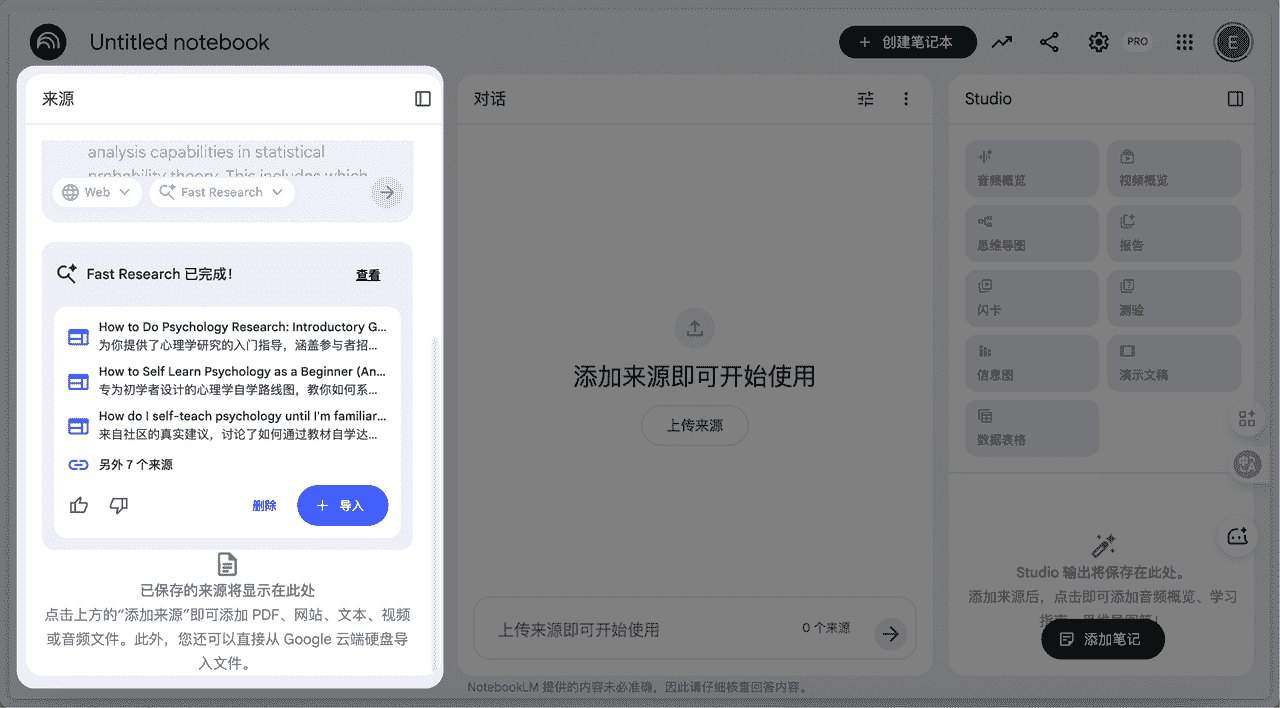 Untitled notebook
创建笔记本
PRO
E
来源
analysis capabilities in statistical
probability theory. This includes which
Web
Fast Research
Fast Research 已完成！
查看
How to Do Psychology Research: Introductory G...
为你提供了心理学研究的入门指导，涵盖参与者招...
How to Self Learn Psychology as a Beginner (An...
专为初学者设计的心理学自学路线图，教你如何系...
How do I self-teach psychology until I'm familiar...
来自社区的真实建议，讨论了如何通过教材自学达...
另外 7 个来源
删除
导入
已保存的来源将显示在此处
点击上方的“添加来源”即可添加 PDF、网站、文本、视频
或音频文件。此外，您还可以直接从 Google 云端硬盘导
入文件。
对话
添加来源即可开始使用
上传来源
上传来源即可开始使用
0 个来源
NotebookLM 提供的内容未必准确，因此请仔细核查回答内容。
Studio
音频概览
视频概览
思维导图
报告
闪卡
测验
信息图
演示文稿
数据表格
Studio 输出将保存在此处。
添加来源后，点击即可添加音频概览、学习
指南、思维导图等！
添加笔记